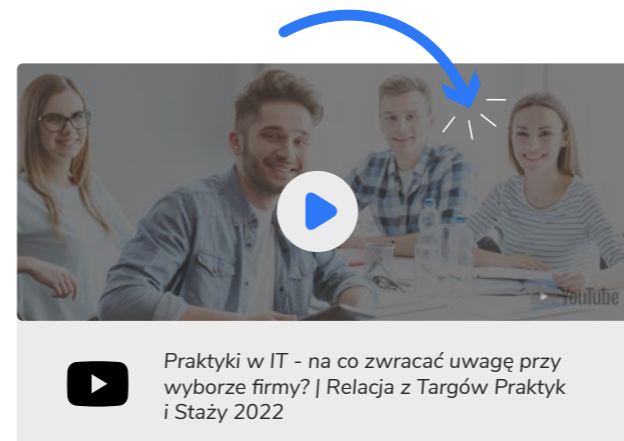 YouTube
Praktyki w IT - na co zwracać uwagę przy
wyborze firmy? | Relacja z Targów Praktyk
i Staży 2022